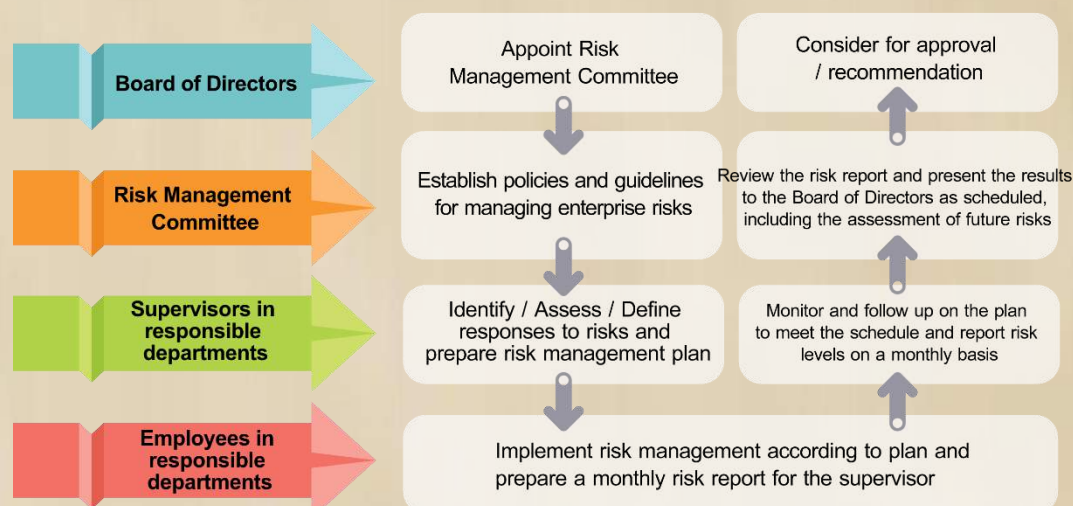 Board of Directors
Appoint Risk
Management Committee
Consider for approval
/ recommendation
Risk Management
Committee
Establish policies and guidelines
for managing enterprise risks
Review the risk report and present the results
to the Board of Directors as scheduled,
including the assessment of future risks
Supervisors in
responsible
departments
Identify / Assess / Define
responses to risks and
prepare risk management plan
Monitor and follow up on the plan
to meet the schedule and report risk
levels on a monthly basis
Employees in
responsible
departments
Implement risk management according to plan and
prepare a monthly risk report for the supervisor